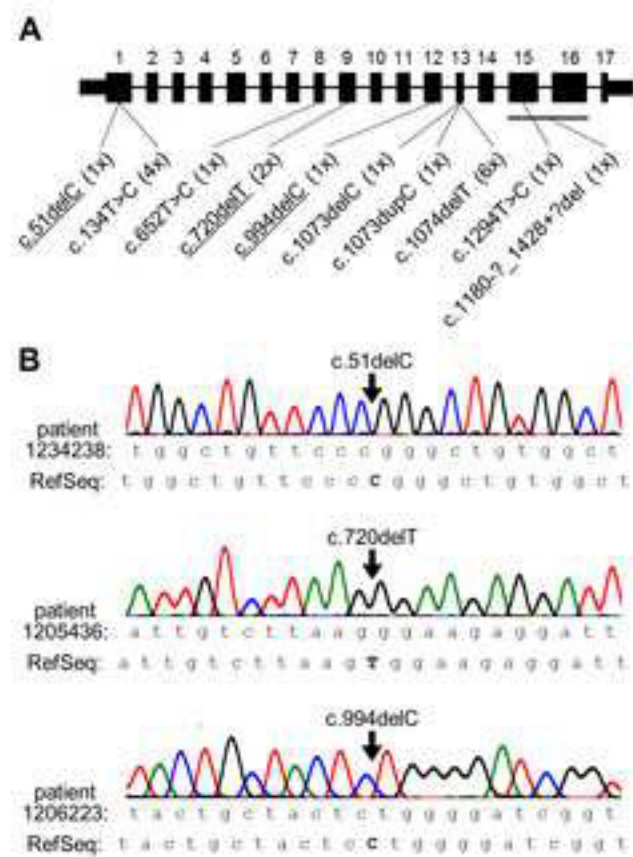 A
1 2 3 4 5 6 7 8 9 10 11 12 13 14 15 16 17
c.51delC (1x)
c.134T>C (4x)
c.652T>C (1x)
c.720delT (2x)
c.994delC (1x)
c.1073delC (1x)
c.1073dupC (1x)
c.1074delT (6x)
c.1294T>C (1x)
c.1180-?_1428+?del (1x)
B
c.51delC
patient
1234238: t g g c t g t t c c c g g g c t g t g g c t
RefSeq: t g g c t g t t c c c C g g g c t g t g g c t
c.720delT
patient
1205436: a t t g t c t t a a g g g a a g a g g a t t
RefSeq: a t t g t c t t a a g T g g a a g a g g a t t
c.994delC
patient
1206223: t a c t g c t a c t c t g g g g a t c g g t
RefSeq: t a c t g c t a c t c C t g g g g a t c g g t